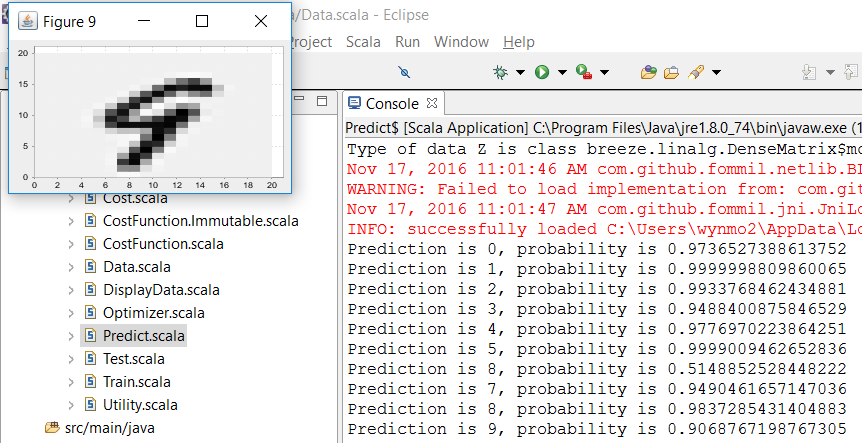 Figure 9
/Data.scala - Eclipse
Project Scala Run Window Help
20
15
10
5
0
0 2 4 6 8 10 12 14 16 18 20
Cost.scala
CostFunction.Immutable.scala
CostFunction.scala
Data.scala
DisplayData.scala
Optimizer.scala
Predict.scala
Test.scala
Train.scala
Utility.scala
src/main/java
Console
Predict$ [Scala Application] C:\Program Files\Java\jre1.8.0_74\bin\javaw.exe (1
Type of data Z is class breeze.linalg.DenseMatrix$mc
Nov 17, 2016 11:01:46 AM com.github.fommil.netlib.BL
WARNING: Failed to load implementation from: com.git
Nov 17, 2016 11:01:47 AM com.github.fommil.jni.JniLo
INFO: successfully loaded C:\Users\wynmo2\AppData\Lo
Prediction is 0, probability is 0.9736527388613752
Prediction is 1, probability is 0.9999998809860065
Prediction is 2, probability is 0.9933768462434881
Prediction is 3, probability is 0.9488400875846529
Prediction is 4, probability is 0.9776970223864251
Prediction is 5, probability is 0.9999009462652836
Prediction is 8, probability is 0.5148852528448222
Prediction is 7, probability is 0.9490461657147036
Prediction is 8, probability is 0.9837285431404883
Prediction is 9, probability is 0.9068767198767305